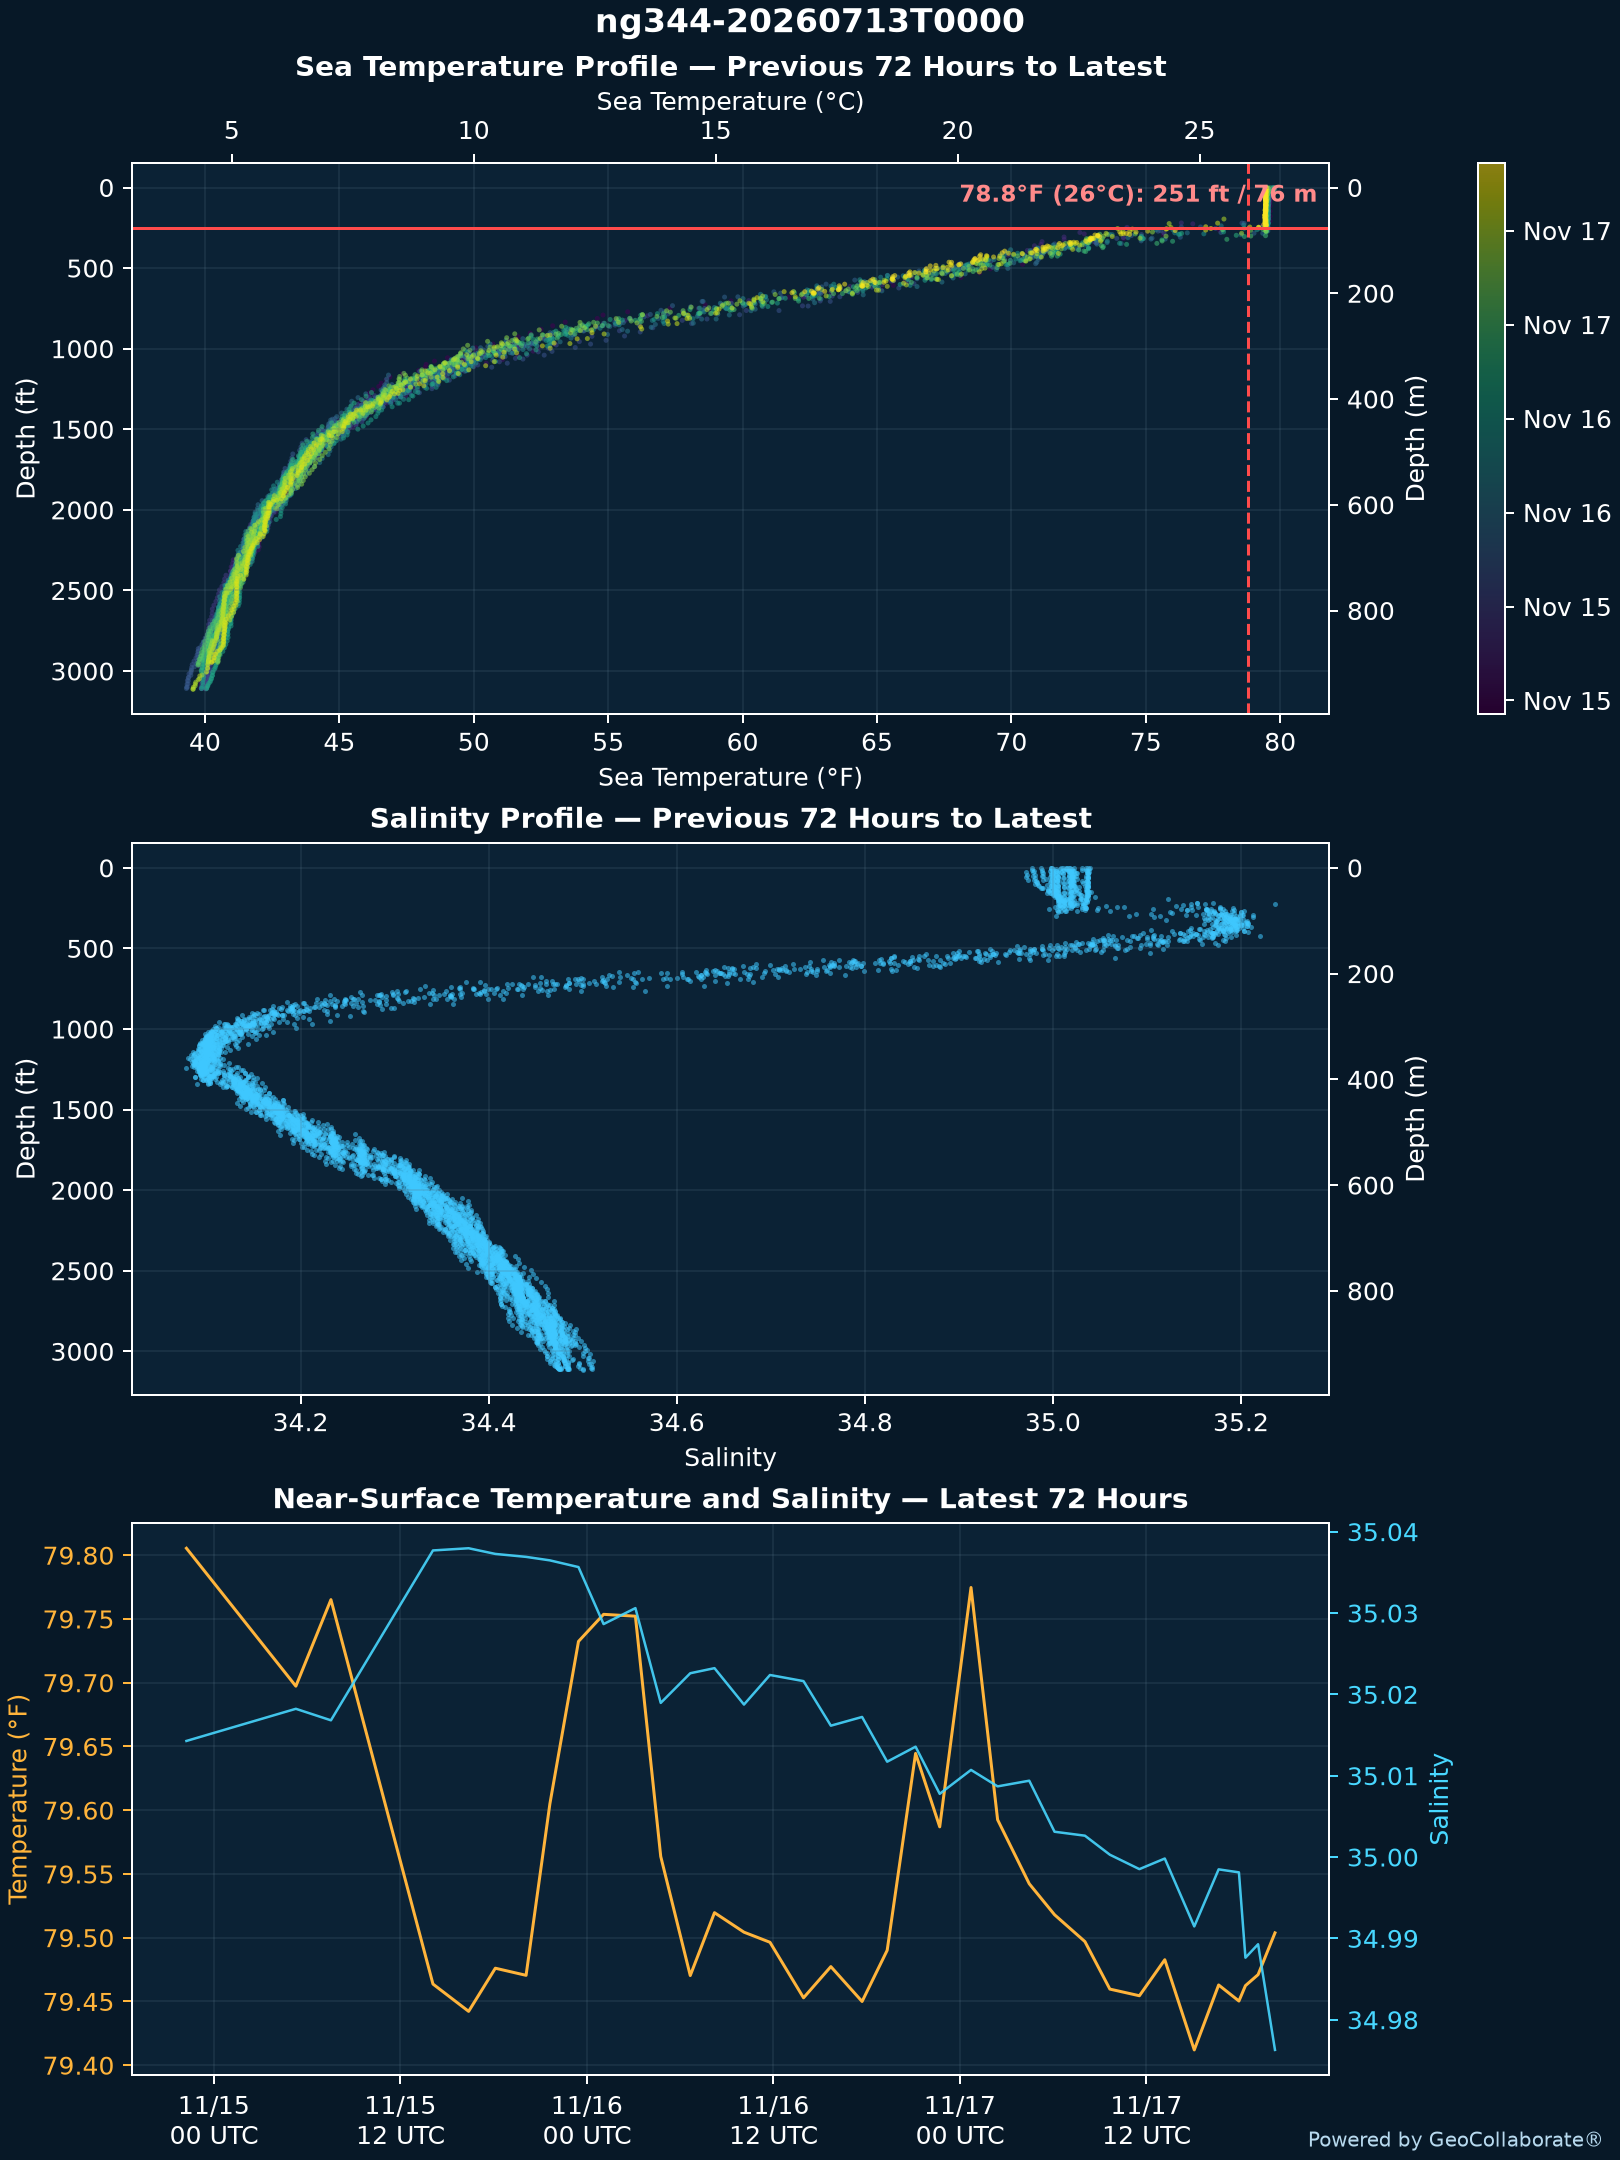 ng344-20260713T0000
Sea Temperature Profile — Previous 72 Hours to Latest
Sea Temperature (°C)
5 10 15 20 25
78.8°F (26°C): 251 ft / 76 m
0
500
1000
1500
2000
2500
3000
Depth (ft)
0
200
400
600
800
Depth (m)
Nov 17
Nov 17
Nov 16
Nov 16
Nov 15
Nov 15
40 45 50 55 60 65 70 75 80
Sea Temperature (°F)
Salinity Profile — Previous 72 Hours to Latest
0
500
1000
1500
2000
2500
3000
Depth (ft)
0
200
400
600
800
Depth (m)
34.2 34.4 34.6 34.8 35.0 35.2
Salinity
Near-Surface Temperature and Salinity — Latest 72 Hours
79.80
79.75
79.70
79.65
79.60
79.55
79.50
79.45
79.40
Temperature (°F)
35.04
35.03
35.02
35.01
35.00
34.99
34.98
Salinity
11/15 11/15 11/16 11/16 11/17 11/17
00 UTC 12 UTC 00 UTC 12 UTC 00 UTC 12 UTC
Powered by GeoCollaborate®